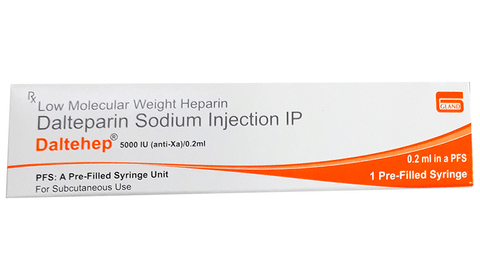 Rx Low Molecular Weight Heparin
Dalteparin Sodium Injection IP
Daltehep® 5000 IU (anti-Xa)/0.2ml
PFS: A Pre-Filled Syringe Unit
For Subcutaneous Use
GLAND
0.2 ml in a PFS
1 Pre-Filled Syringe